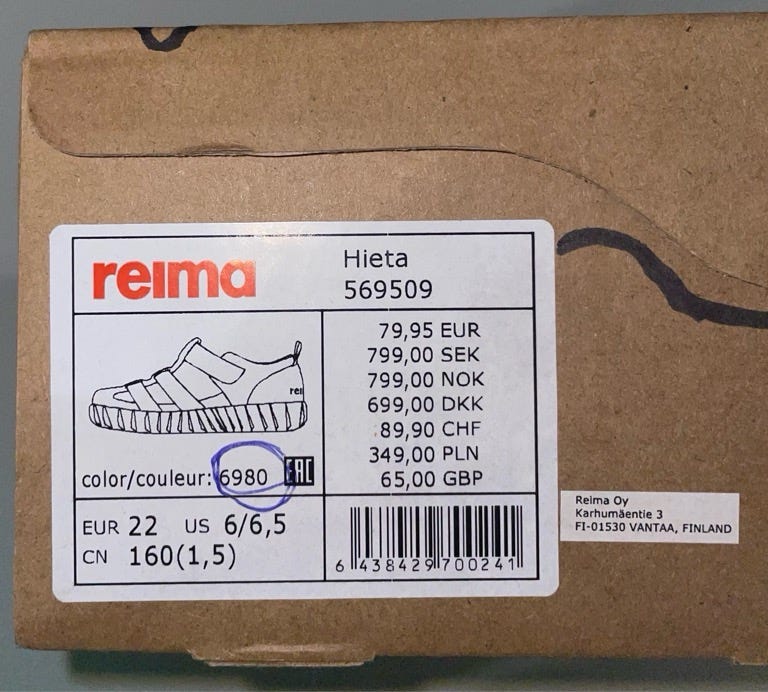 reima
Hieta
569509
79,95 EUR
799,00 SEK
799,00 NOK
699,00 DKK
89,90 CHF
349,00 PLN
65,00 GBP
rei
color/couleur: 6980 EAC
EUR 22 US 6/6,5
CN 160(1,5)
6 438429 700241
Reima Oy
Karhumäentie 3
FI-01530 VANTAA, FINLAND